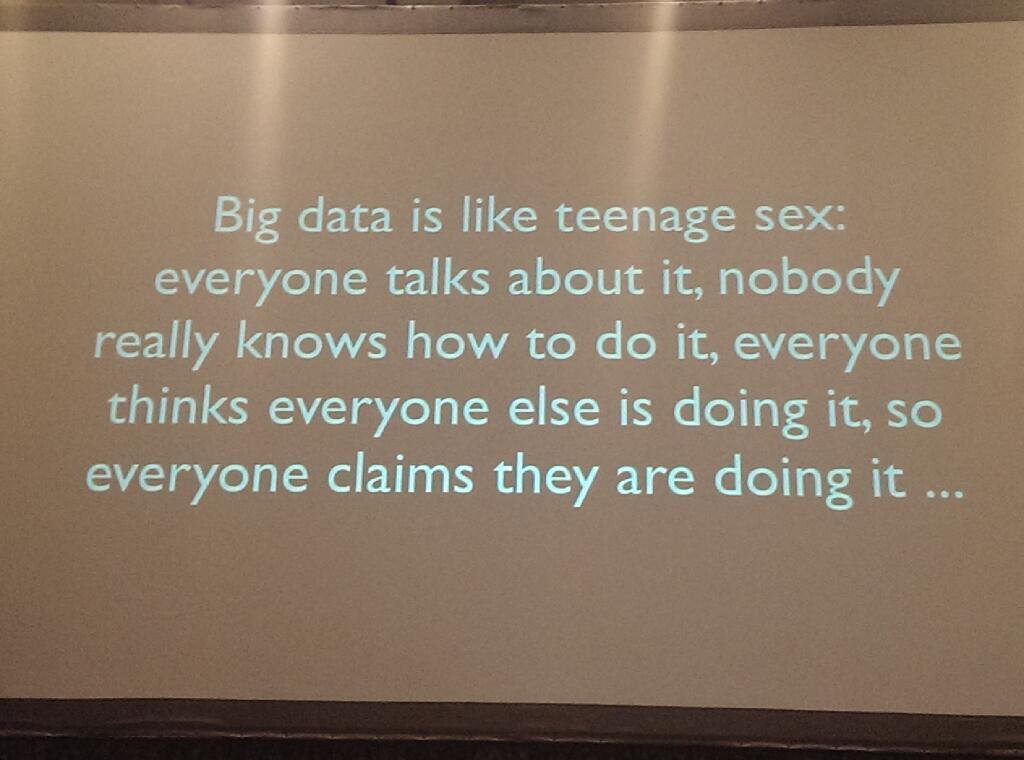 Big data is like teenage sex:
everyone talks about it, nobody
really knows how to do it, everyone
thinks everyone else is doing it, so
everyone claims they are doing it ...